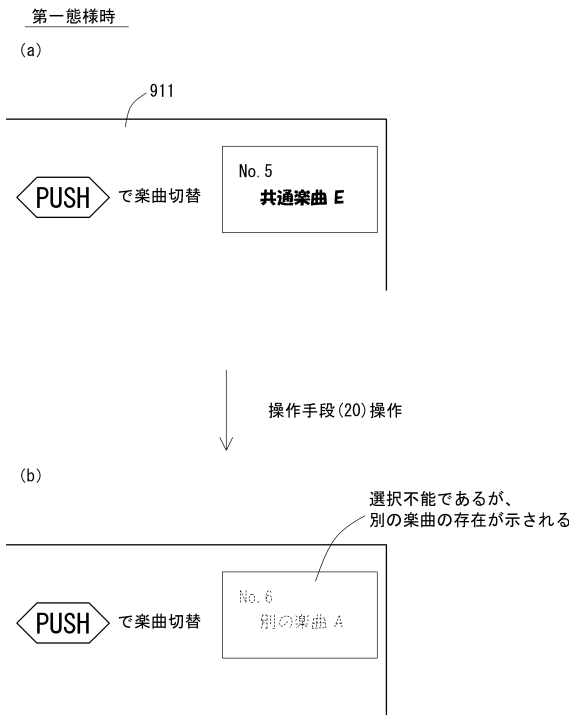 第一態様時
(a)
911
No. 5
PUSH で楽曲切替
共通楽曲 E
操作手段(20)操作
(b)
選択不能であるが、
別の楽曲の存在が示される
No. 6
PUSH で楽曲切替
別の楽曲 A